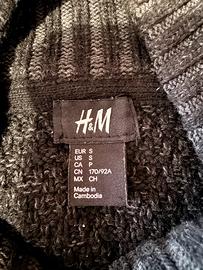 H&M
EUR S
US S
CA P
CN 170/92A
MX CH
Made in
Cambodia